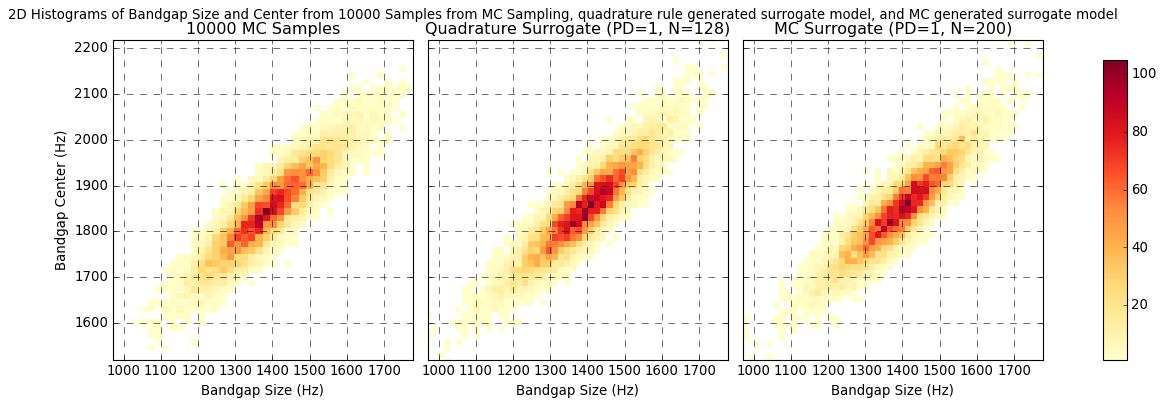 2D Histograms of Bandgap Size and Center from 10000 Samples from MC Sampling, quadrature rule generated surrogate model, and MC generated surrogate model
10000 MC Samples
Quadrature Surrogate (PD=1, N=128)
MC Surrogate (PD=1, N=200)
2200
2100
2000
1900
1800
1700
1600
Bandgap Center (Hz)
1000 1100 1200 1300 1400 1500 1600 1700
Bandgap Size (Hz)
1000 1100 1200 1300 1400 1500 1600 1700
Bandgap Size (Hz)
1000 1100 1200 1300 1400 1500 1600 1700
Bandgap Size (Hz)
100
80
60
40
20